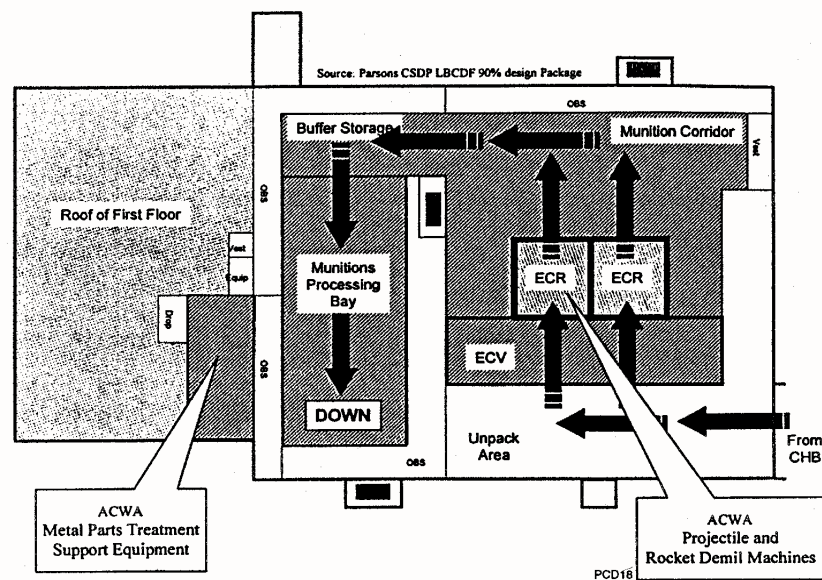 Source: Parsons CSDP LBCDF 90% design Package
OBS
Buffer Storage
Munition Corridor
Vest
OBS
Roof of First Floor
Vest
Equip
Munitions
Processing
Bay
ECR
ECR
Drop
OBS
ECV
DOWN
Unpack
Area
From
CHB
OBS
ACWA
Metal Parts Treatment
Support Equipment
ACWA
Projectile and
Rocket Demil Machines
PCD18